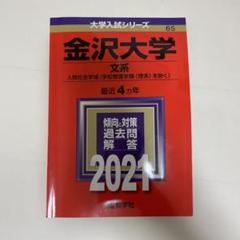 大学入試シリーズ
65
金沢大学
文系
人間社会学域〈学校教育学類〈理系〉を除く〉
最近4カ年
傾向と対策
過去問
解答
2021
教学社